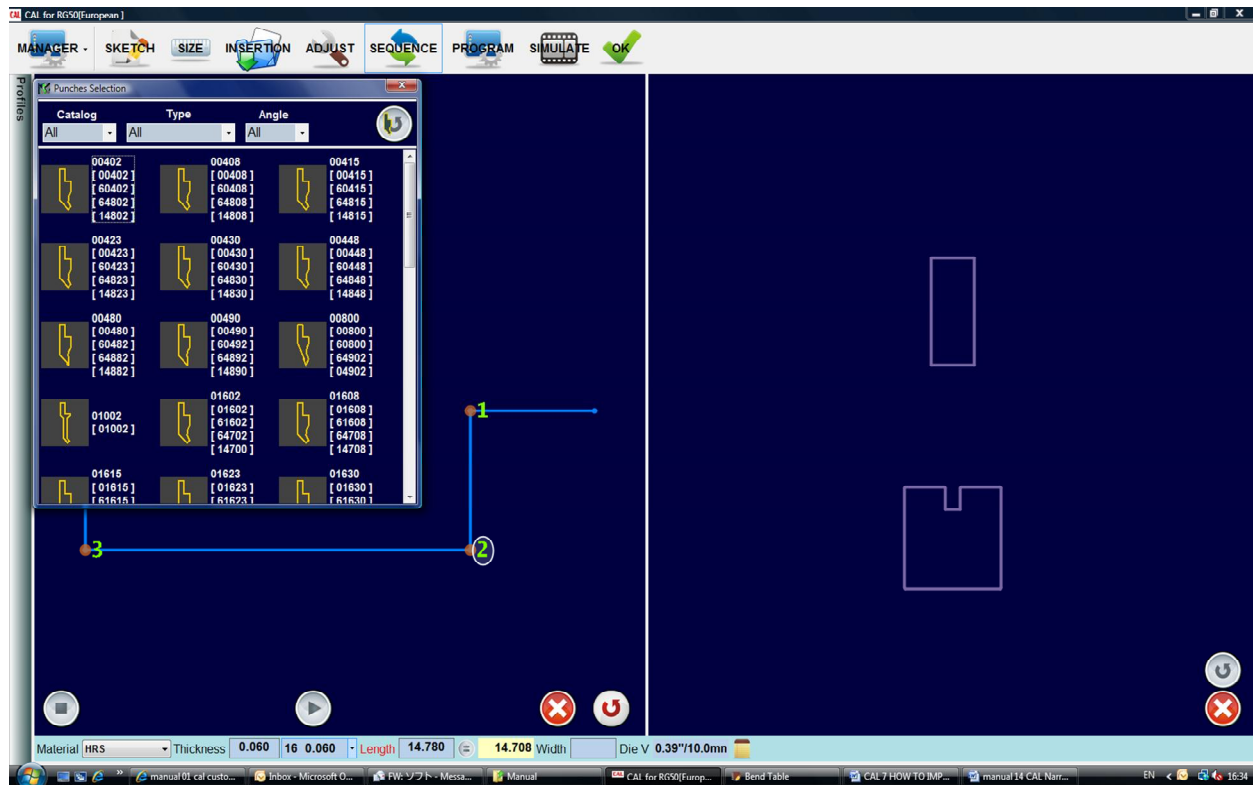 CAL CAL for RG50[European ]
MANAGER SKETCH SIZE INSERTION ADJUST SEQUENCE PROGRAM SIMULATE OK
Profiles
Punches Selection
Catalog Type Angle
All All All
00402
[ 00402 ]
[ 60402 ]
[ 64802 ]
[ 14802 ]
00408
[ 00408 ]
[ 60408 ]
[ 64808 ]
[ 14808 ]
00415
[ 00415 ]
[ 60415 ]
[ 64815 ]
[ 14815 ]
00423
[ 00423 ]
[ 60423 ]
[ 64823 ]
[ 14823 ]
00430
[ 00430 ]
[ 60430 ]
[ 64830 ]
[ 14830 ]
00448
[ 00448 ]
[ 60448 ]
[ 64848 ]
[ 14848 ]
00480
[ 00480 ]
[ 60482 ]
[ 64882 ]
[ 14882 ]
00490
[ 00490 ]
[ 60492 ]
[ 64892 ]
[ 14890 ]
00800
[ 00800 ]
[ 60800 ]
[ 64902 ]
[ 04902 ]
01002
[ 01002 ]
01602
[ 01602 ]
[ 61602 ]
[ 64702 ]
[ 14700 ]
01608
[ 01608 ]
[ 61608 ]
[ 64708 ]
[ 14708 ]
01615
[ 01615 ]
[ 61615 ]
01623
[ 01623 ]
[ 61623 ]
01630
[ 01630 ]
[ 61630 ]
1
3
2
Material HRS Thickness 0.060 16 0.060 Length 14.780 = 14.708 Width Die V 0.39"/10.0mn
manual 01 cal custo... Inbox - Microsoft O... FW: ソフト - Messa... Manual CAL for RG50[Europ... Bend Table CAL 7 HOW TO IMP... manual 14 CAL Narr... EN 16:34